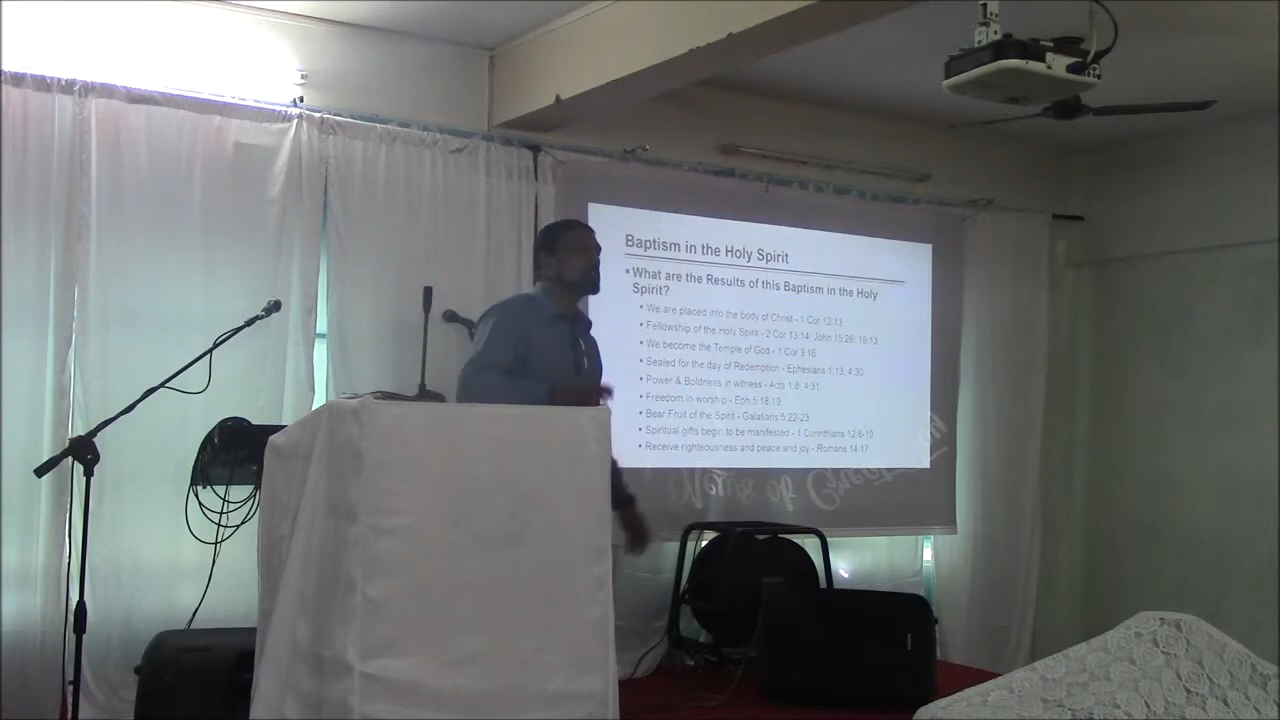 Baptism in the Holy Spirit
▪ What are the Results of this Baptism in the Holy
Spirit?
▪ We are placed into the body of Christ - 1 Cor 12:13
▪ Fellowship of the Holy Spirit - 2 Cor 13:14; John 15:26; 16:13
▪ We become the Temple of God - 1 Cor 3:16
▪ Sealed for the day of Redemption - Ephesians 1:13; 4:30
▪ Power & Boldness in witness - Acts 1:8; 4:31
▪ Freedom in worship - Eph 5:18,19
▪ Bear Fruit of the Spirit - Galatians 5:22-23
▪ Spiritual gifts begin to be manifested - 1 Corinthians 12:8-10
▪ Receive righteousness and peace and joy - Romans 14:17